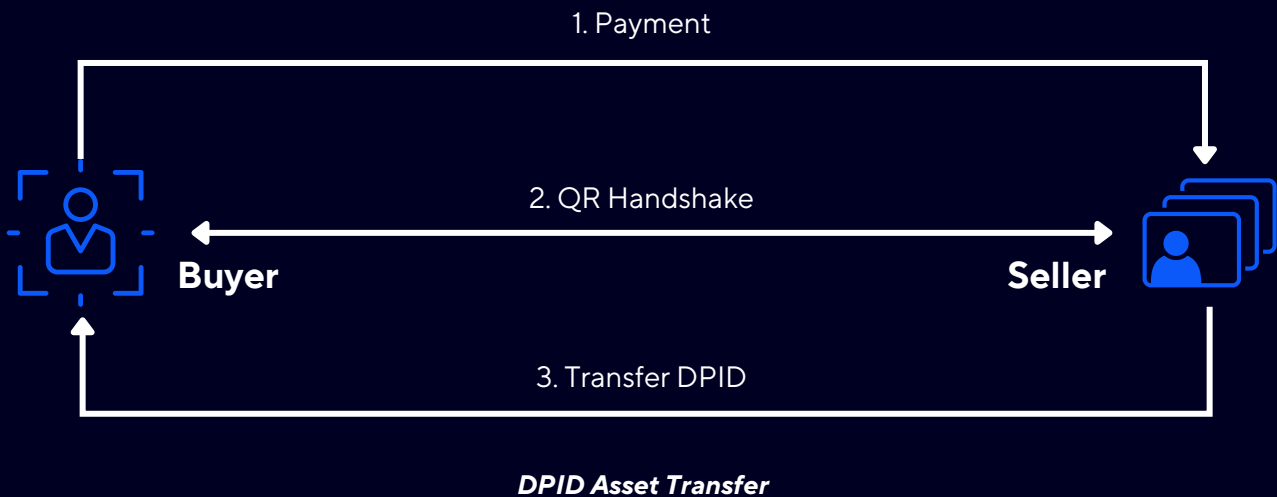 1. Payment
2. QR Handshake
Buyer
Seller
3. Transfer DPID
DPID Asset Transfer